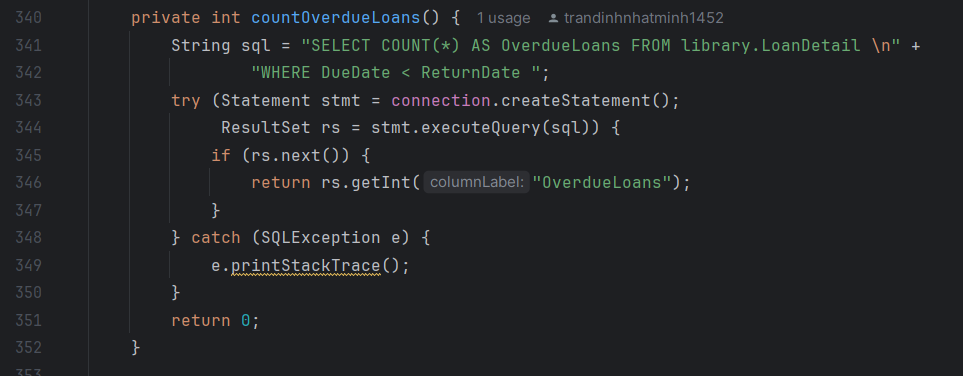 340 private int countOverdueLoans() { 1 usage trandinhnhatminh1452
341 String sql = "SELECT COUNT(*) AS OverdueLoans FROM library.LoanDetail \n" +
342 "WHERE DueDate < ReturnDate ";
343 try (Statement stmt = connection.createStatement();
344 ResultSet rs = stmt.executeQuery(sql)) {
345 if (rs.next()) {
346 return rs.getInt( columnLabel: "OverdueLoans");
347 }
348 } catch (SQLException e) {
349 e.printStackTrace();
350 }
351 return 0;
352 }
353